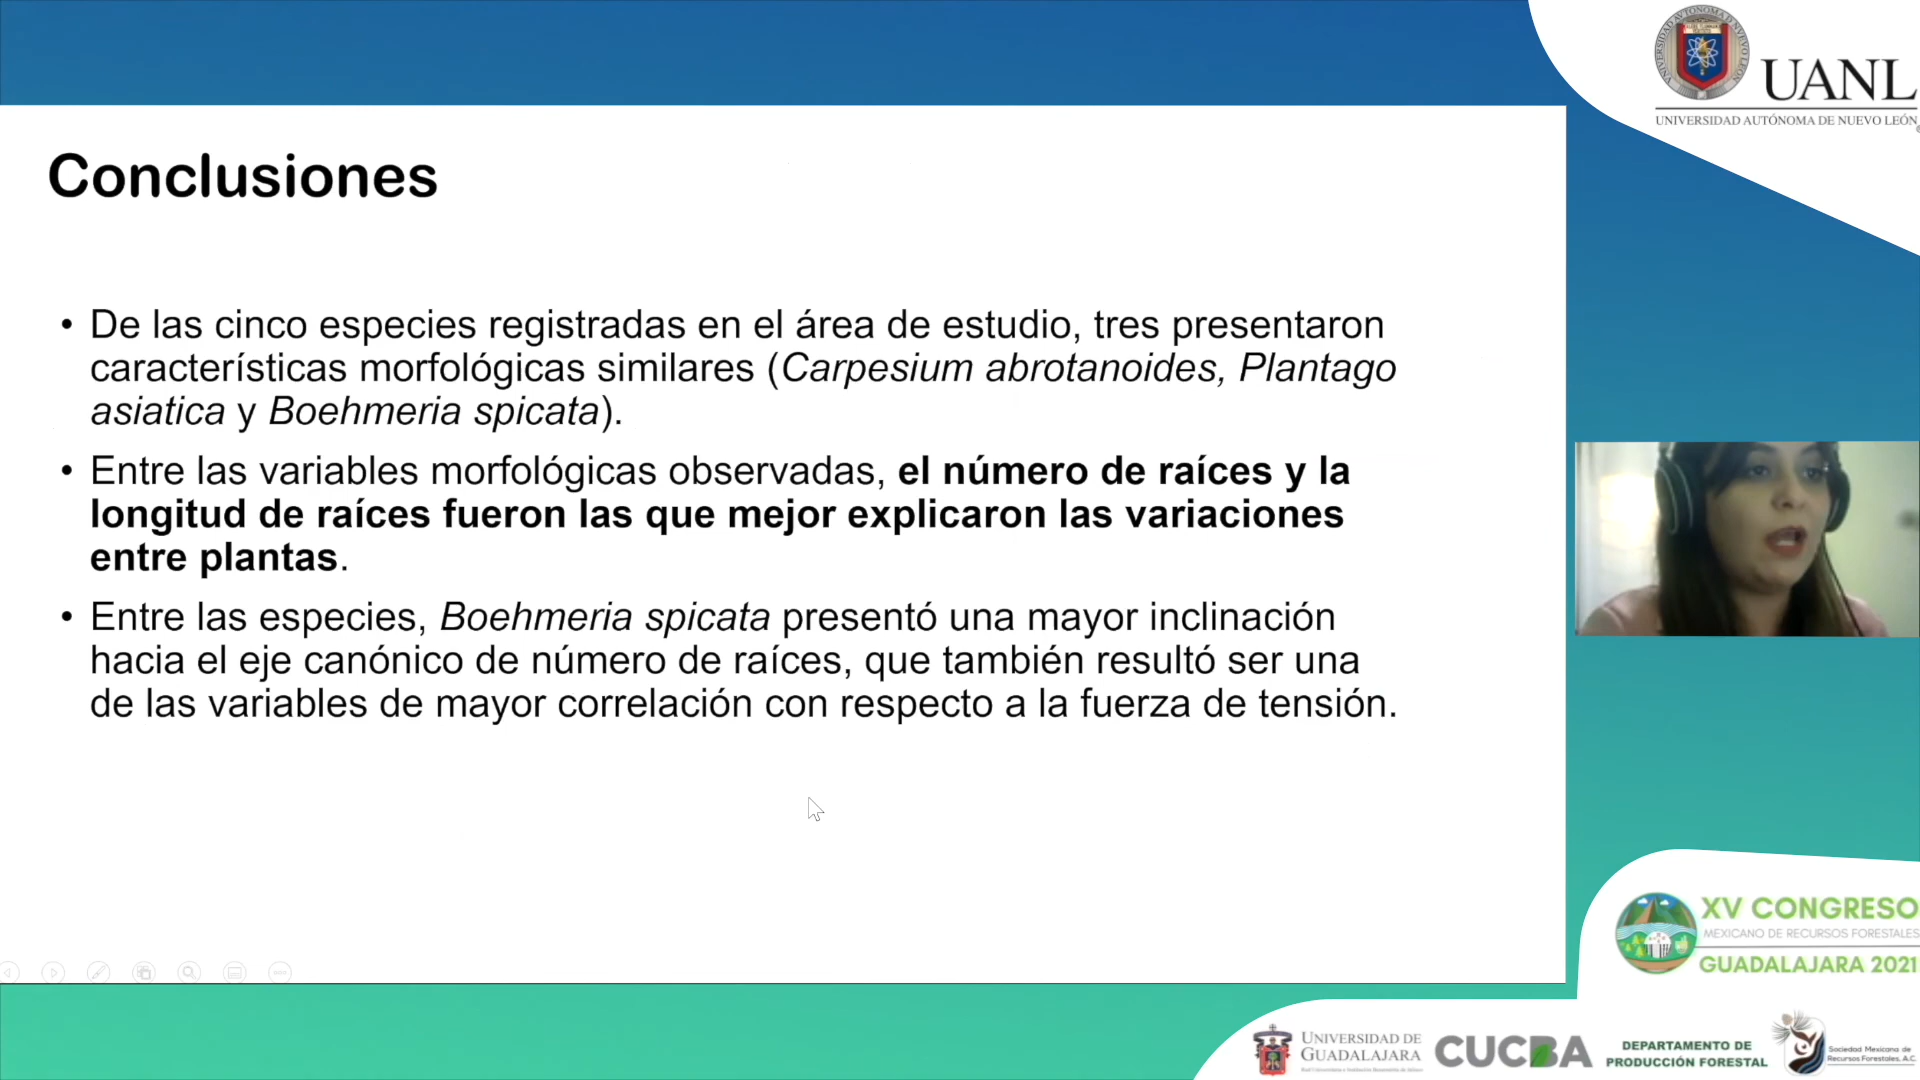 UANL
UNIVERSIDAD AUTÓNOMA DE NUEVO LEÓN
Conclusiones
• De las cinco especies registradas en el área de estudio, tres presentaron
características morfológicas similares (Carpesium abrotanoides, Plantago
asiatica y Boehmeria spicata).
• Entre las variables morfológicas observadas, el número de raíces y la
longitud de raíces fueron las que mejor explicaron las variaciones
entre plantas.
• Entre las especies, Boehmeria spicata presentó una mayor inclinación
hacia el eje canónico de número de raíces, que también resultó ser una
de las variables de mayor correlación con respecto a la fuerza de tensión.
XV CONGRESO
MEXICANO DE RECURSOS FORESTALES
GUADALAJARA 2021
UNIVERSIDAD DE
GUADALAJARA
CUCBA
DEPARTAMENTO DE
PRODUCCIÓN FORESTAL
Sociedad Mexicana de
Recursos Forestales, A.C.